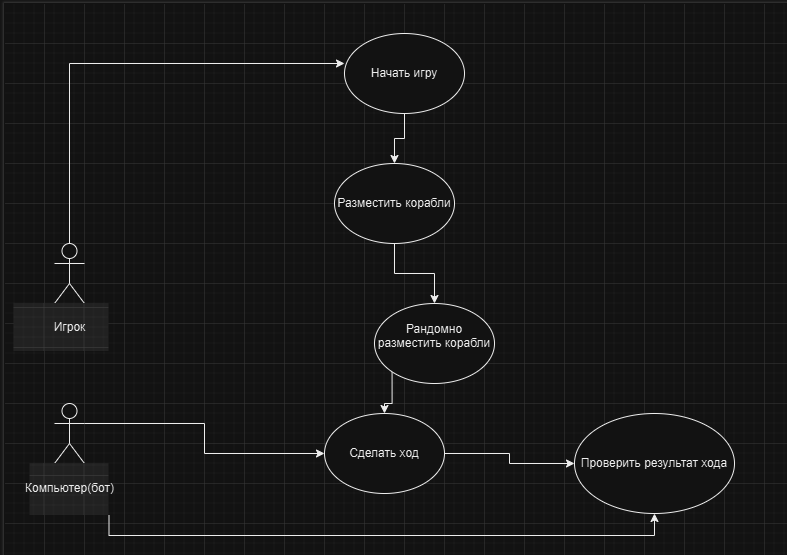 Начать игру
Разместить корабли
Игрок
Рандомно
разместить корабли
Сделать ход
Проверить результат хода
Компьютер(бот)